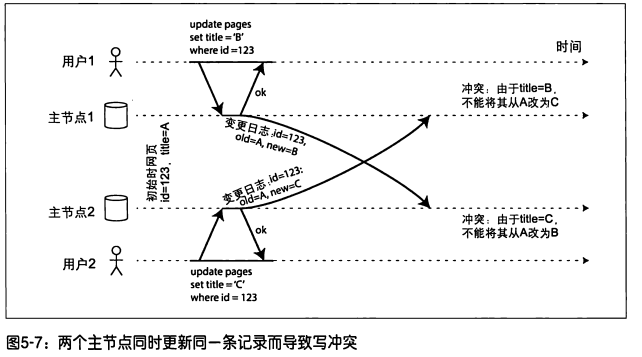 update pages
set title = 'B'
where id =123
时间
用户1
ok
冲突：由于title=B,
不能将其从A改为C
主节点1
变更日志:id=123,
old=A, new=B
初始时网页
id=123, title=A
变更日志:id=123:
old=A, new=C
主节点2
冲突：由于title=C,
不能将其从A改为B
ok
用户2
update pages
set title = 'C'
where id = 123
图5-7：两个主节点同时更新同一条记录而导致写冲突